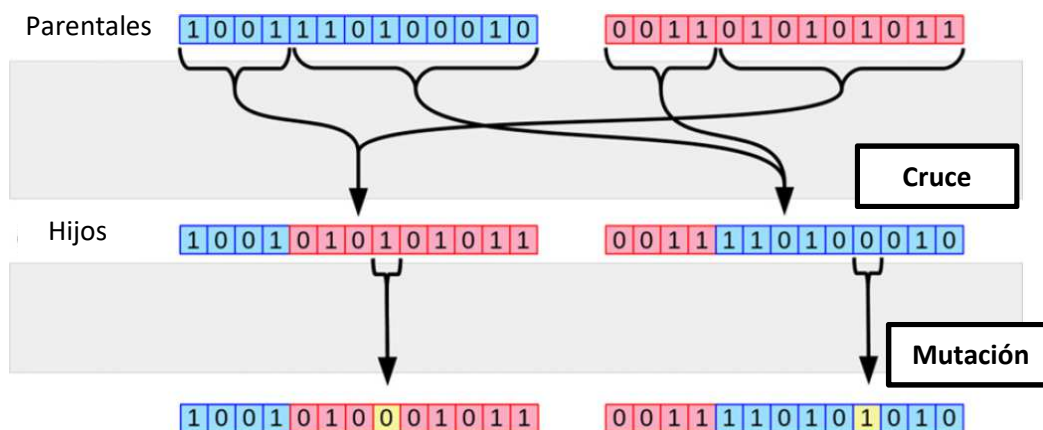 Parentales 1 0 0 1 1 1 0 1 0 0 0 1 0 0 0 1 1 0 1 0 1 0 1 0 1 1
Cruce
Hijos 1 0 0 1 0 1 0 1 0 1 0 1 1 0 0 1 1 1 1 0 1 0 0 0 1 0
Mutación
1 0 0 1 0 1 0 0 0 1 0 1 1 0 0 1 1 1 1 0 1 0 1 0 1 0